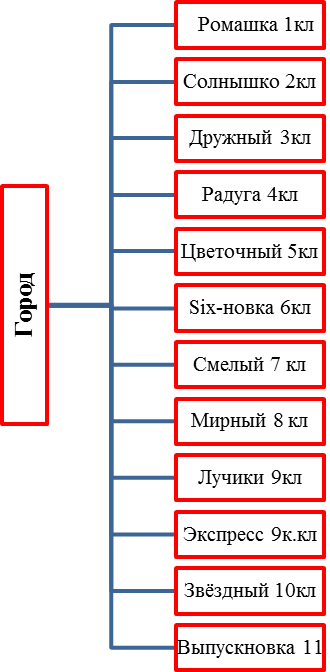 Город
Ромашка 1кл
Солнышко 2кл
Дружный 3кл
Радуга 4кл
Цветочный 5кл
Six-новка 6кл
Смелый 7 кл
Мирный 8 кл
Лучики 9кл
Экспресс 9к.кл
Звёздный 10кл
Выпускновка 11